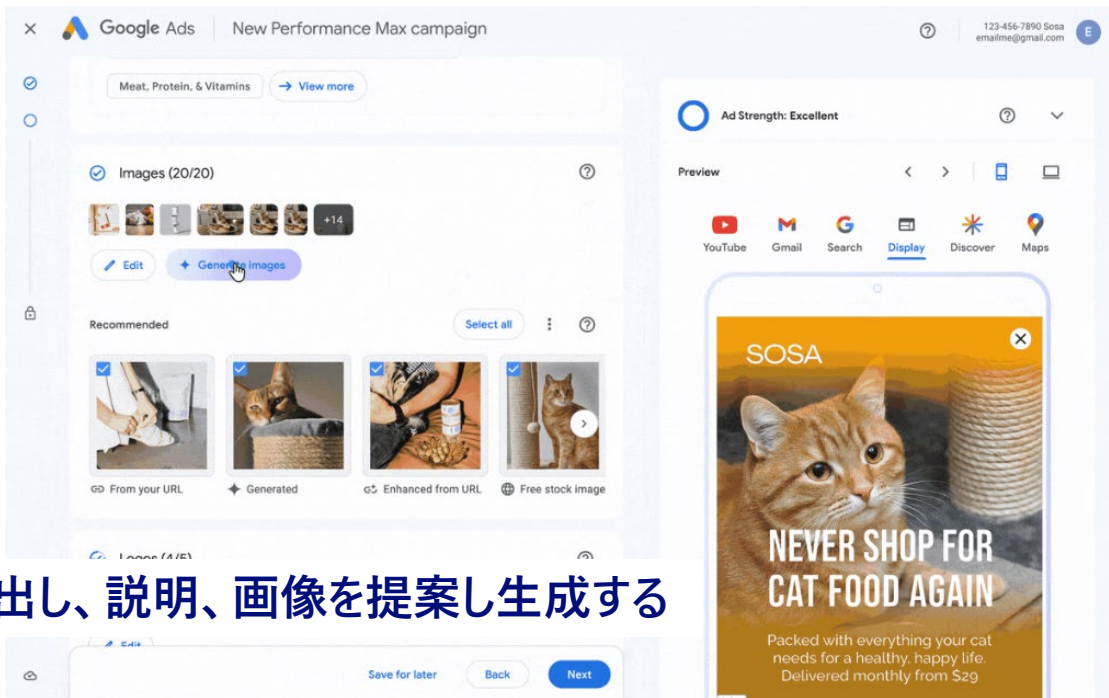 Google Ads
New Performance Max campaign
123-456-7890 Sosa
emailme@gmail.com
E
Meat, Protein, & Vitamins
View more
Ad Strength: Excellent
Images (20/20)
Preview
+14
YouTube
Gmail
Search
Display
Discover
Maps
Edit
Generate images
Recommended
Select all
SOSA
From your URL
Generated
Enhanced from URL
Free stock image
NEVER SHOP FOR
CAT FOOD AGAIN
Logos (4/5)
出し、説明、画像を提案し生成する
Edit
Packed with everything your cat
needs for a healthy, happy life.
Delivered monthly from $29
Save for later
Back
Next